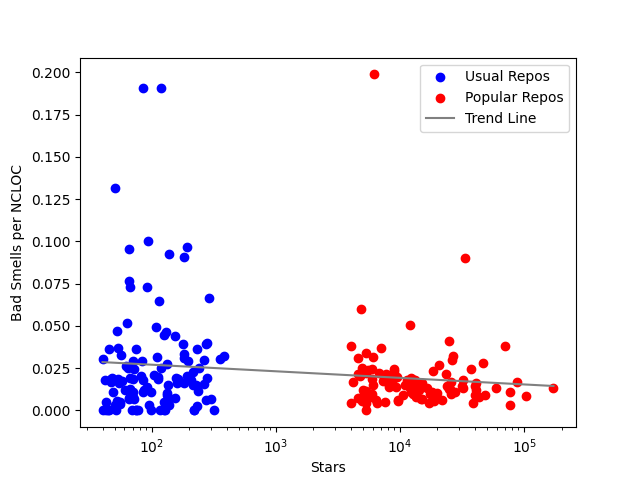 Usual Repos
Popular Repos
Trend Line
0.200
0.175
0.150
0.125
0.100
0.075
0.050
0.025
0.000
Bad Smells per NCLOC
10²
10³
10⁴
10⁵
Stars